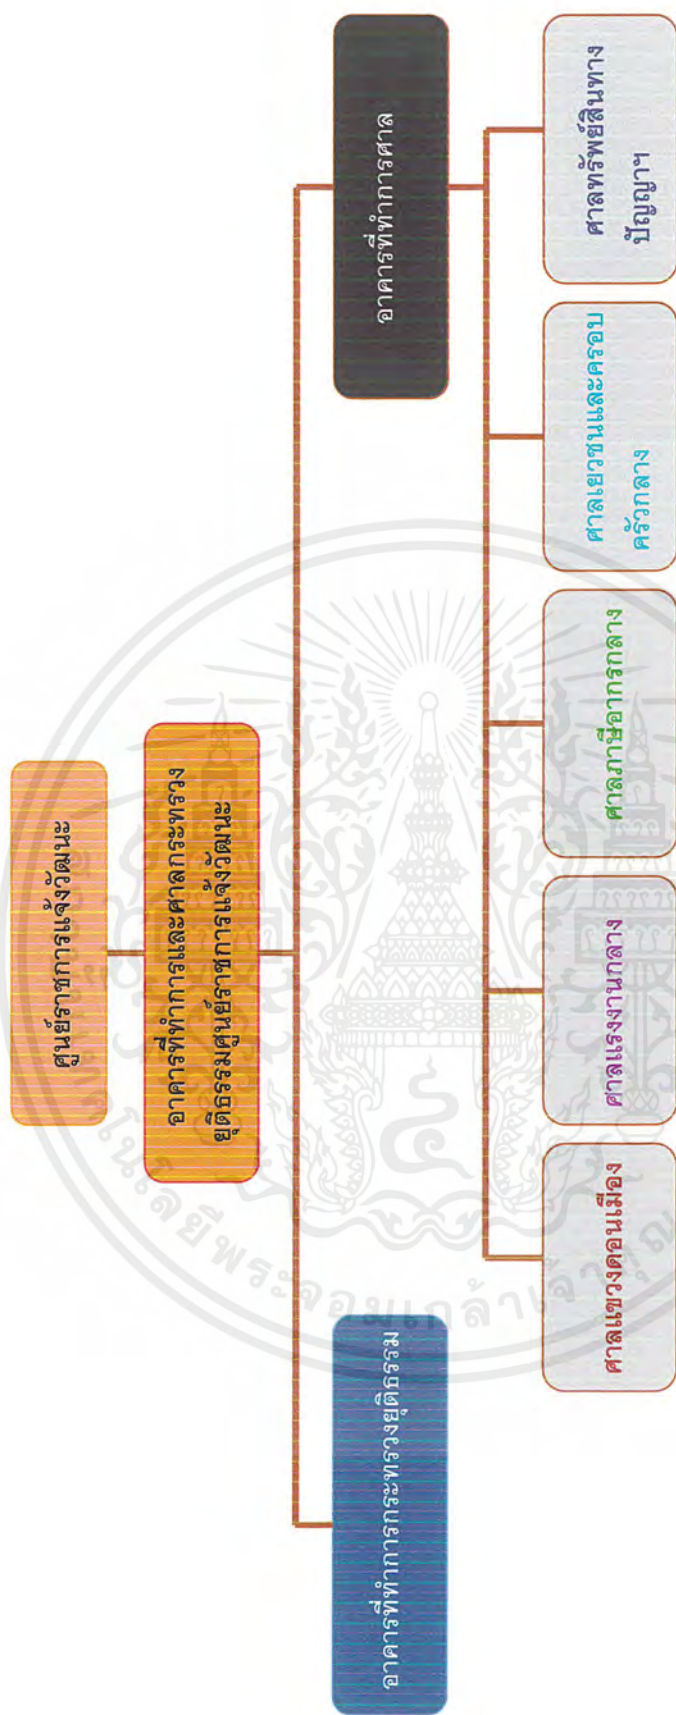 ศูนย์ราชการแจ้งวัฒนะ
อาคารที่ทำการและศาลกระทรวง
ยุติธรรมศูนย์ราชการแจ้งวัฒนะ
อาคารที่ทำการกระทรวงยุติธรรม
อาคารที่ทำการศาล
ศาลแขวงดอนเมือง
ศาลแรงงานกลาง
ศาลภาษีอากรกลาง
ศาลเยวชนและครอบ
ครัวกลาง
ศาลทรัพย์สินทาง
ปัญญาฯ